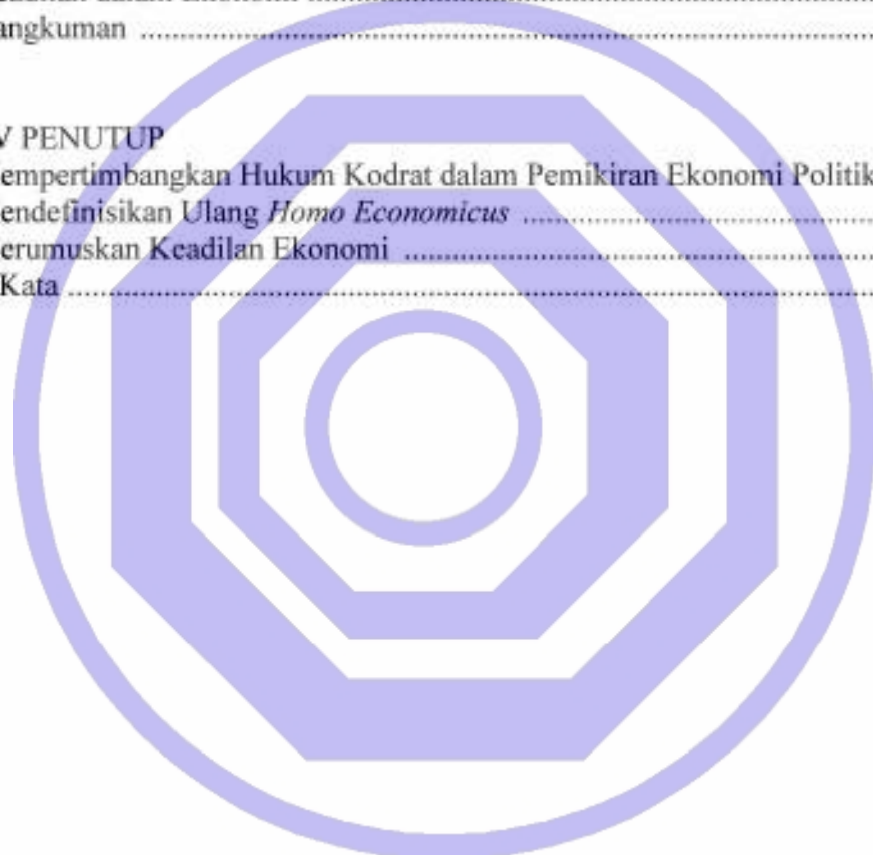 angkuman ........................................................................
V PENUTUP
empertimbangkan Hukum Kodrat dalam Pemikiran Ekonomi Politik
endefinisikan Ulang Homo Economicus ........................................
erumuskan Keadilan Ekonomi ........................................................
Kata ....................................................................................